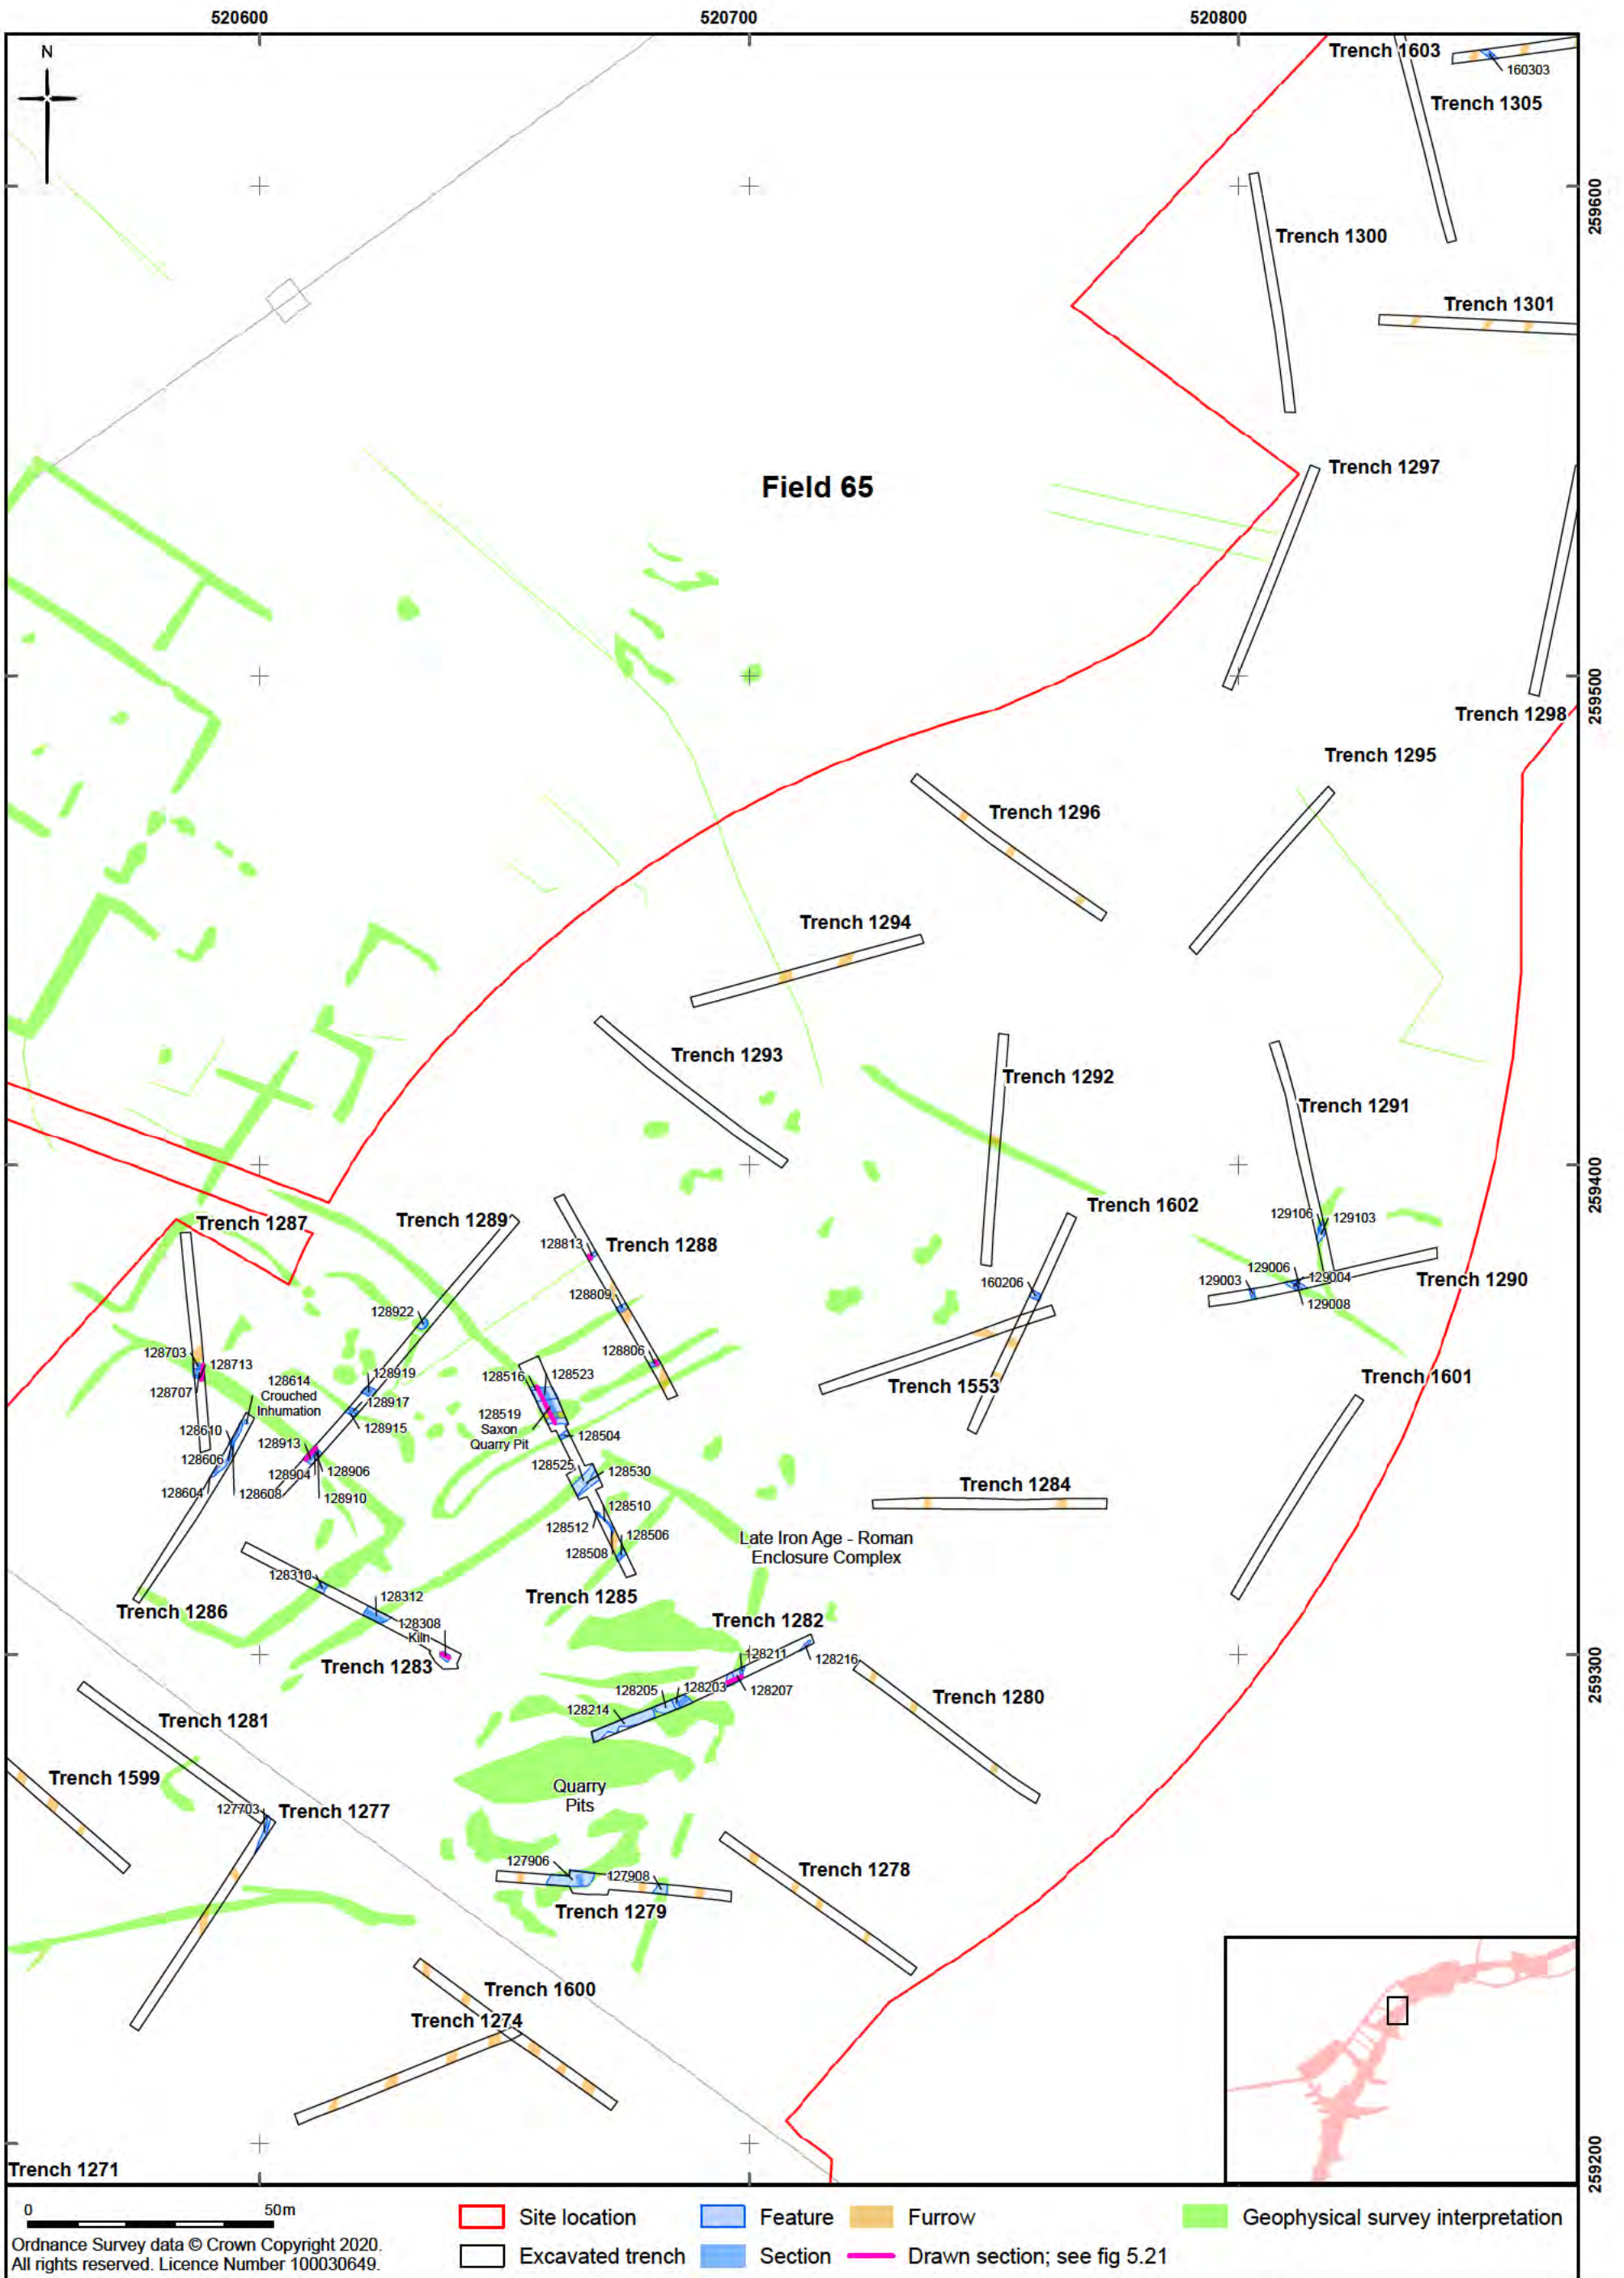 520600
520700
520800
N
Trench 1603
160303
Trench 1305
259600
Trench 1300
Trench 1301
Trench 1297
Field 65
259500
Trench 1298
Trench 1295
Trench 1296
Trench 1294
Trench 1293
Trench 1292
Trench 1291
259400
Trench 1602
Trench 1287
Trench 1289
Trench 1288
128813
129106
129103
129006
129004
129003
129008
Trench 1290
160206
128809
128922
128806
128703
128713
128707
128614
Crouched
Inhumation
128919
128917
128915
128516
128523
128519
Saxon
Quarry Pit
128504
Trench 1553
Trench 1601
128610
128606
128604
128608
128913
128904
128906
128910
128525
128530
128510
128512
128506
128508
Trench 1284
Late Iron Age - Roman
Enclosure Complex
128310
128312
128308
Kiln
Trench 1286
Trench 1285
Trench 1282
Trench 1283
128211
128216
128205
128203
128207
128214
259300
Trench 1280
Trench 1281
Trench 1599
127703
Trench 1277
Quarry
Pits
127906
127908
Trench 1278
Trench 1279
Trench 1600
Trench 1274
259200
Trench 1271
0
50m
Ordnance Survey data © Crown Copyright 2020.
All rights reserved. Licence Number 100030649.
Site location
Feature
Furrow
Geophysical survey interpretation
Excavated trench
Section
Drawn section; see fig 5.21